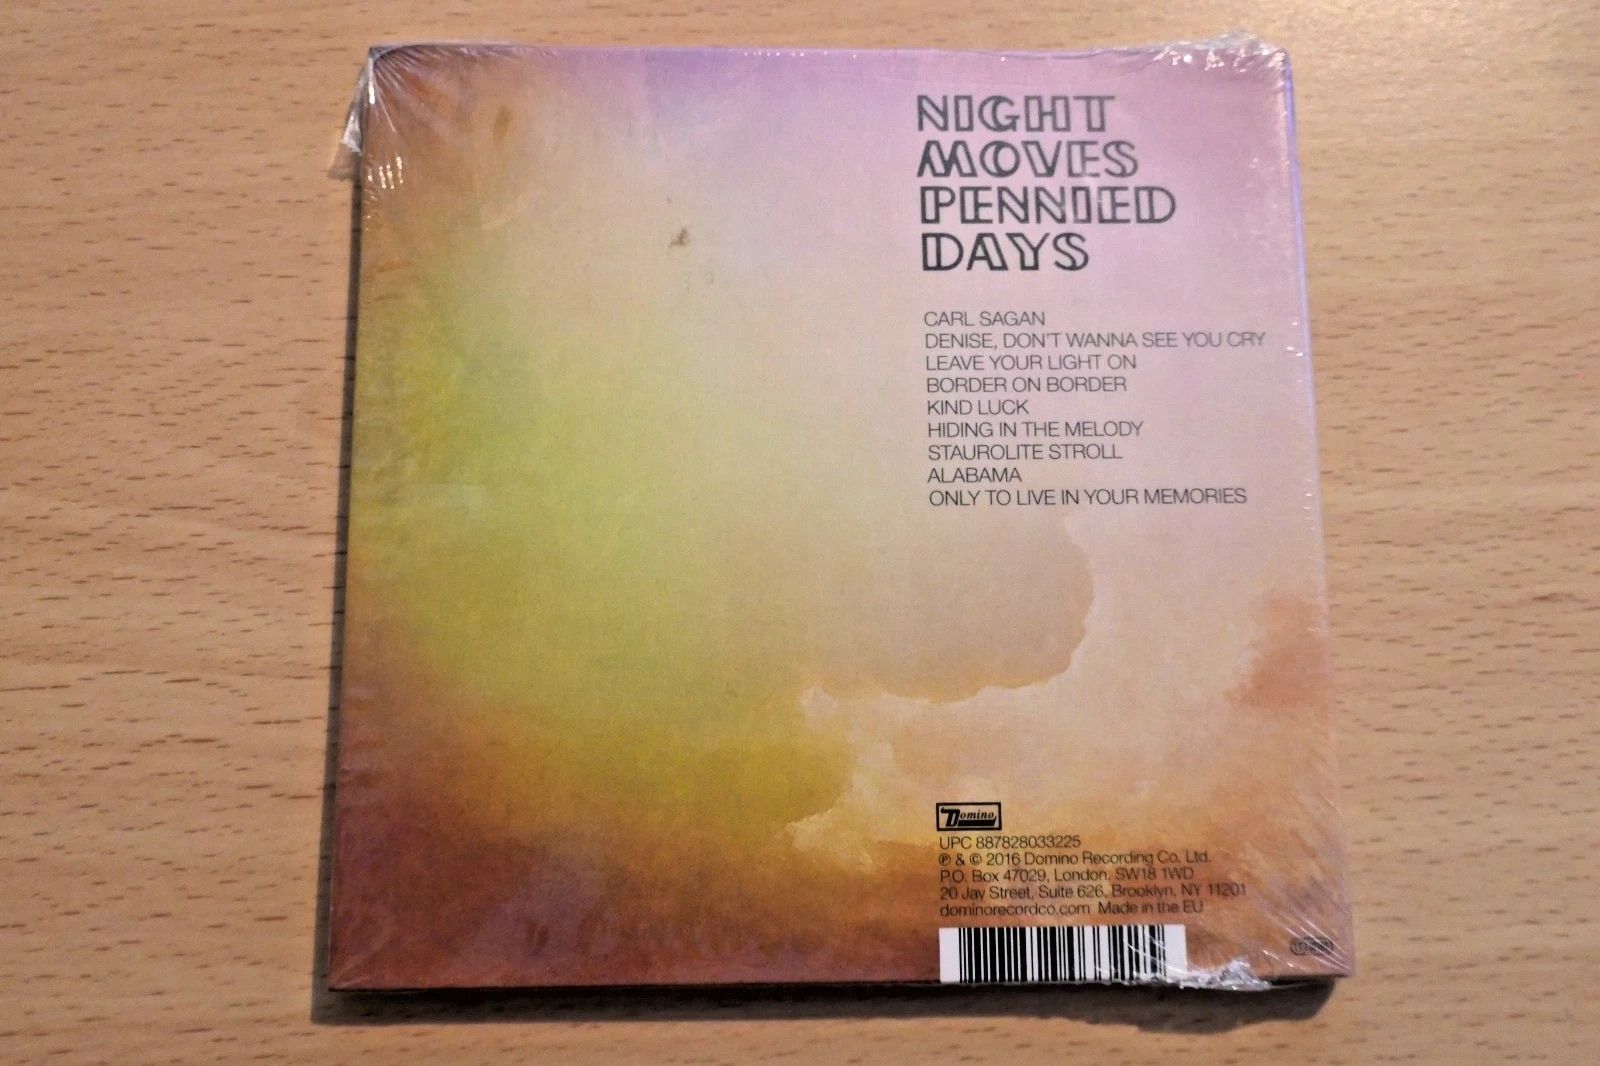 NIGHT
MOVES
PENNIED
DAYS
CARL SAGAN
DENISE, DON'T WANNA SEE YOU CRY
LEAVE YOUR LIGHT ON
BORDER ON BORDER
KIND LUCK
HIDING IN THE MELODY
STAUROLITE STROLL
ALABAMA
ONLY TO LIVE IN YOUR MEMORIES
Domino
UPC 887828033225
℗ & © 2016 Domino Recording Co. Ltd.
P.O. Box 47029, London, SW18 1WD
20 Jay Street, Suite 626, Brooklyn, NY 11201
dominorecordco.com Made in the EU